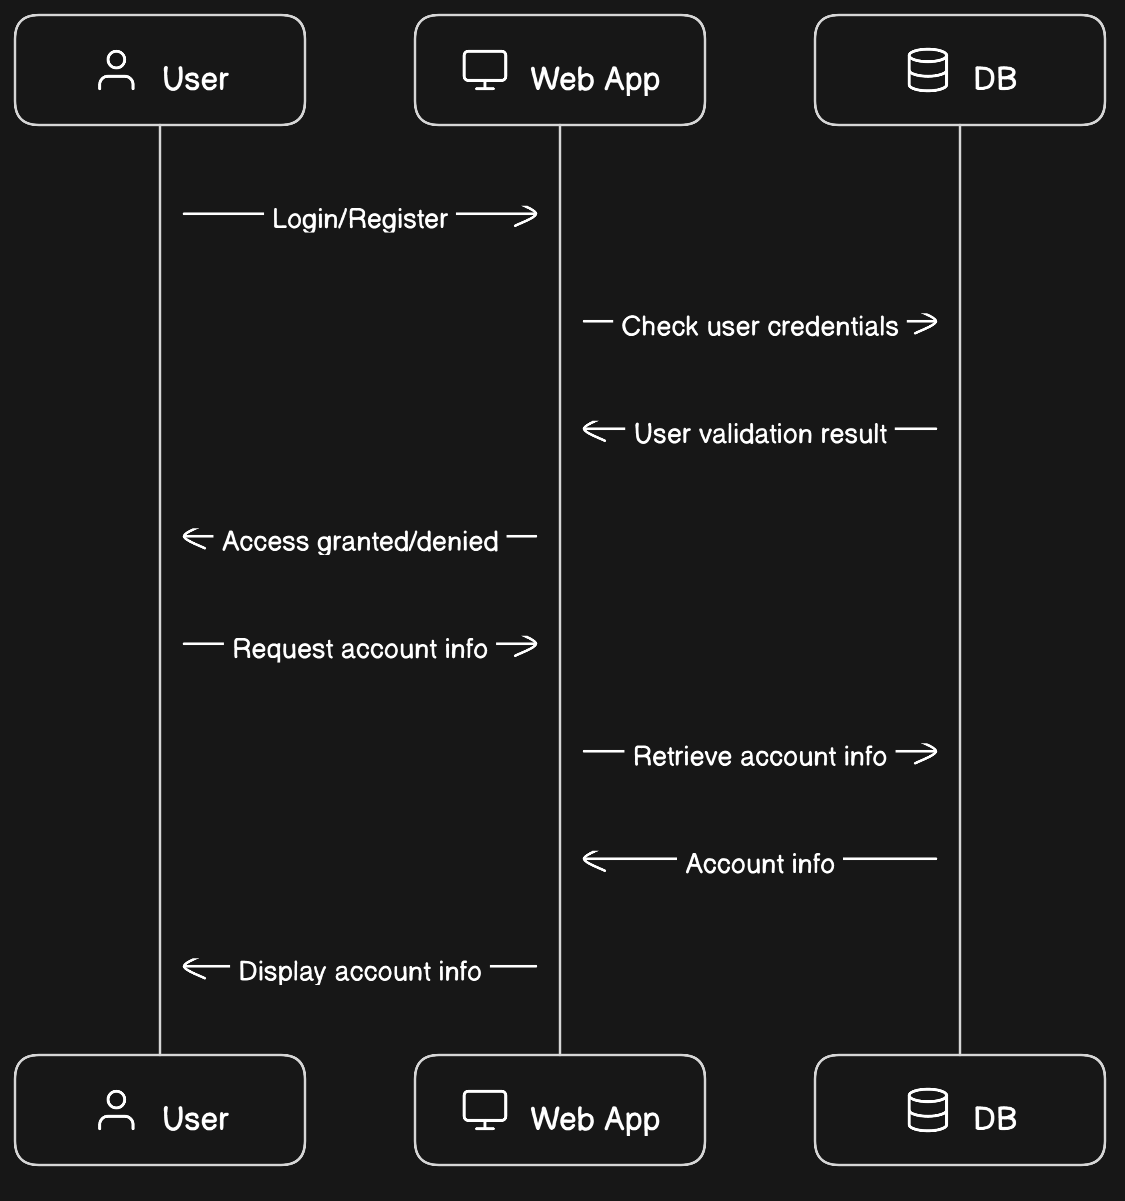 User
Web App
DB
Login/Register
Check user credentials
User validation result
Access granted/denied
Request account info
Retrieve account info
Account info
Display account info
User
Web App
DB